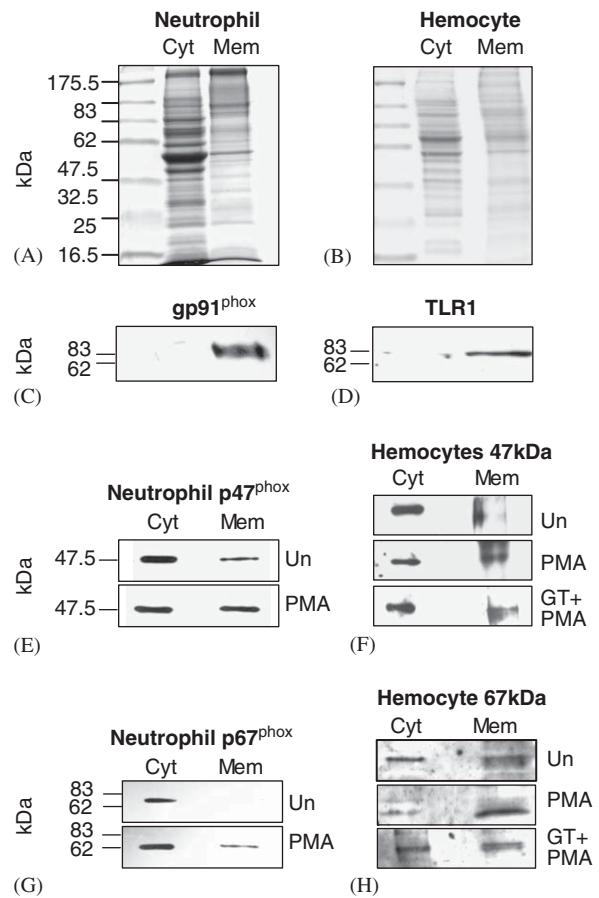 Neutrophil
Cyt Mem
kDa
175.5
83
62
47.5
32.5
25
16.5
(A)
Hemocyte
Cyt Mem
(B)
gp91phox
kDa
83
62
(C)
TLR1
83
62
(D)
Neutrophil p47phox
Cyt Mem
kDa
47.5 Un
47.5 PMA
(E)
Hemocytes 47kDa
Cyt Mem
Un
PMA
GT+
PMA
(F)
Neutrophil p67phox
Cyt Mem
kDa
83
62 Un
83
62 PMA
(G)
Hemocyte 67kDa
Cyt Mem
Un
PMA
GT+
PMA
(H)